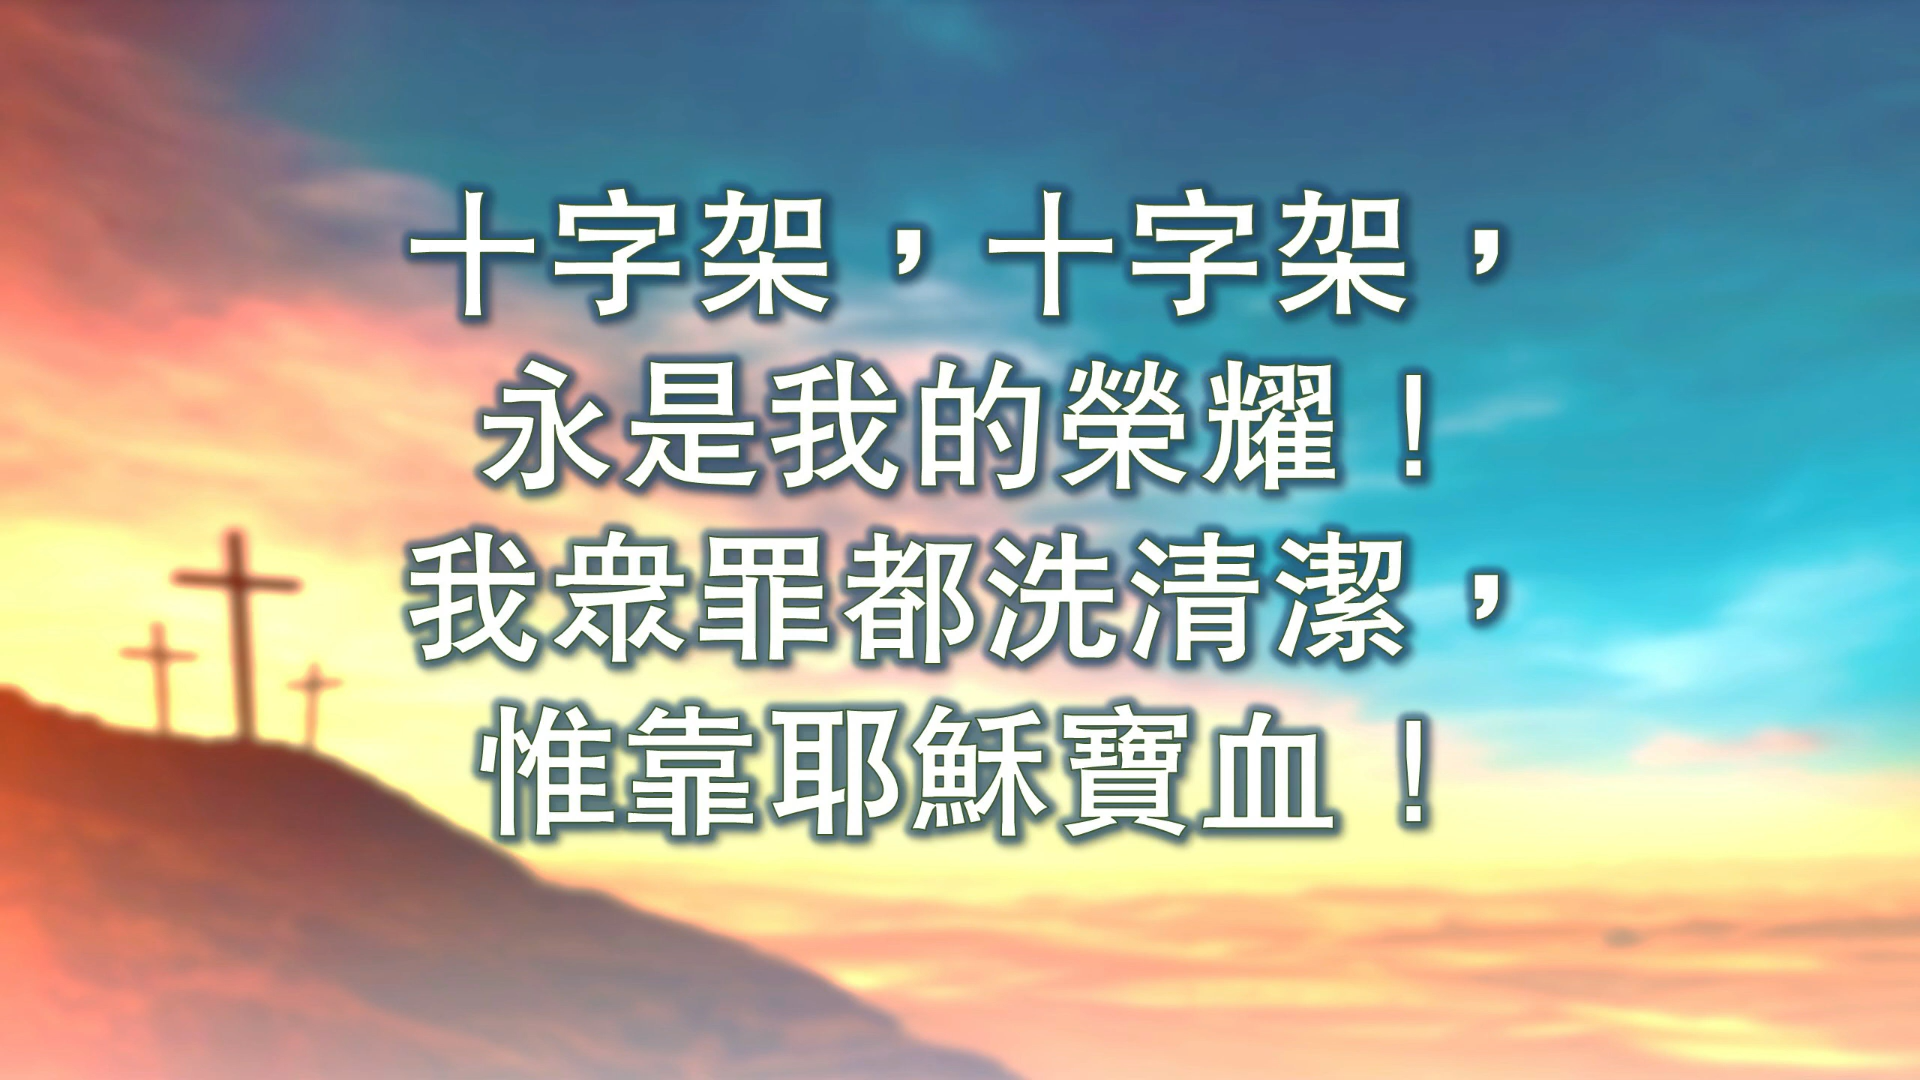 十字架，十字架，
永是我的榮耀！
我眾罪都洗清潔，
惟靠耶穌寶血！